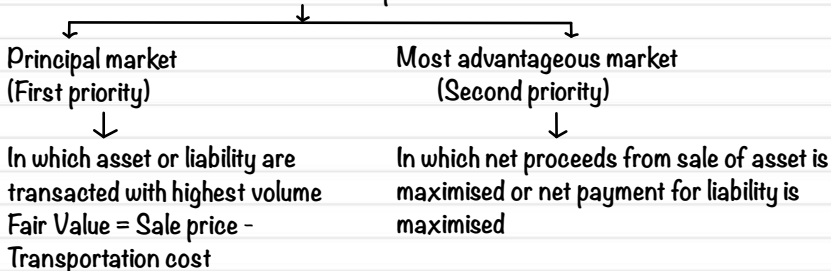 Principal market
(First priority)
In which asset or liability are
transacted with highest volume
Fair Value = Sale price -
Transportation cost
Most advantageous market
(Second priority)
In which net proceeds from sale of asset is
maximised or net payment for liability is
maximised